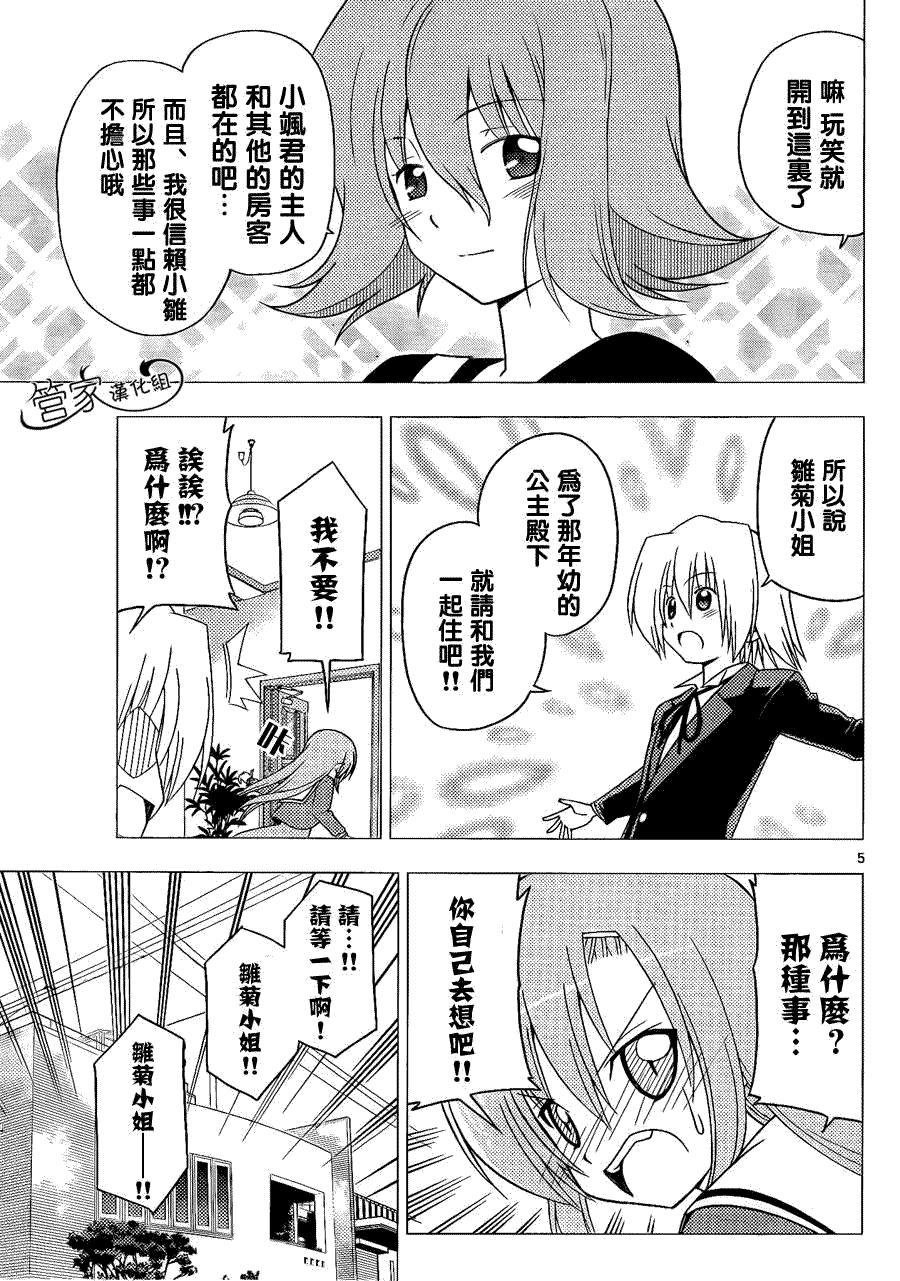 嘛 玩笑就
開到這裏了
小颯君的主人
和其他的房客
都在的吧…
而且、我很信賴小雛
所以那些事一點都
不擔心哦
管家
漢化組
所以說
雛菊小姐
為了那年幼的
公主殿下
就請和我們
一起住吧!!
我不要!!
咔
誒誒!!?
爲什麼啊!?
5
爲什麼?
那種事…
你自己去想吧!!
請…!!
請等一下啊!
雛菊小姐!!
雛菊小姐——!!